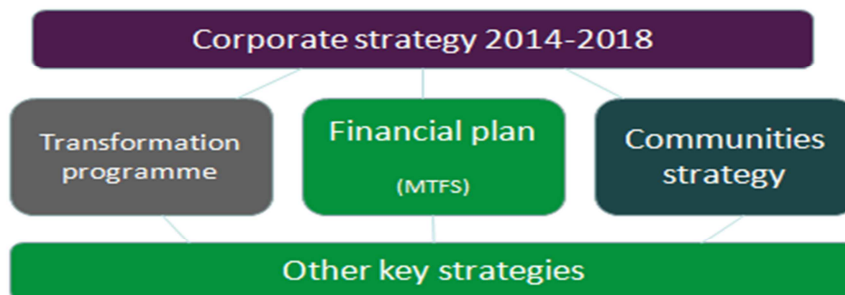 Corporate strategy 2014-2018
Transformation
programme
Financial plan
(MTFS)
Communities
strategy
Other key strategies